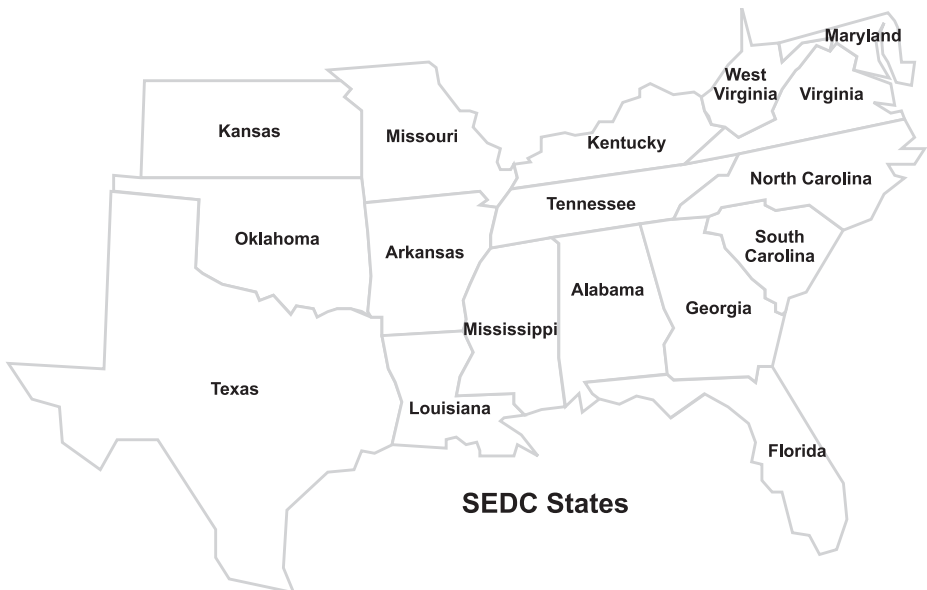 Maryland
West
Virginia
Virginia
Kansas
Missouri
Kentucky
North Carolina
Tennessee
Oklahoma
Arkansas
South
Carolina
Alabama
Georgia
Mississippi
Texas
Louisiana
Florida
SEDC States